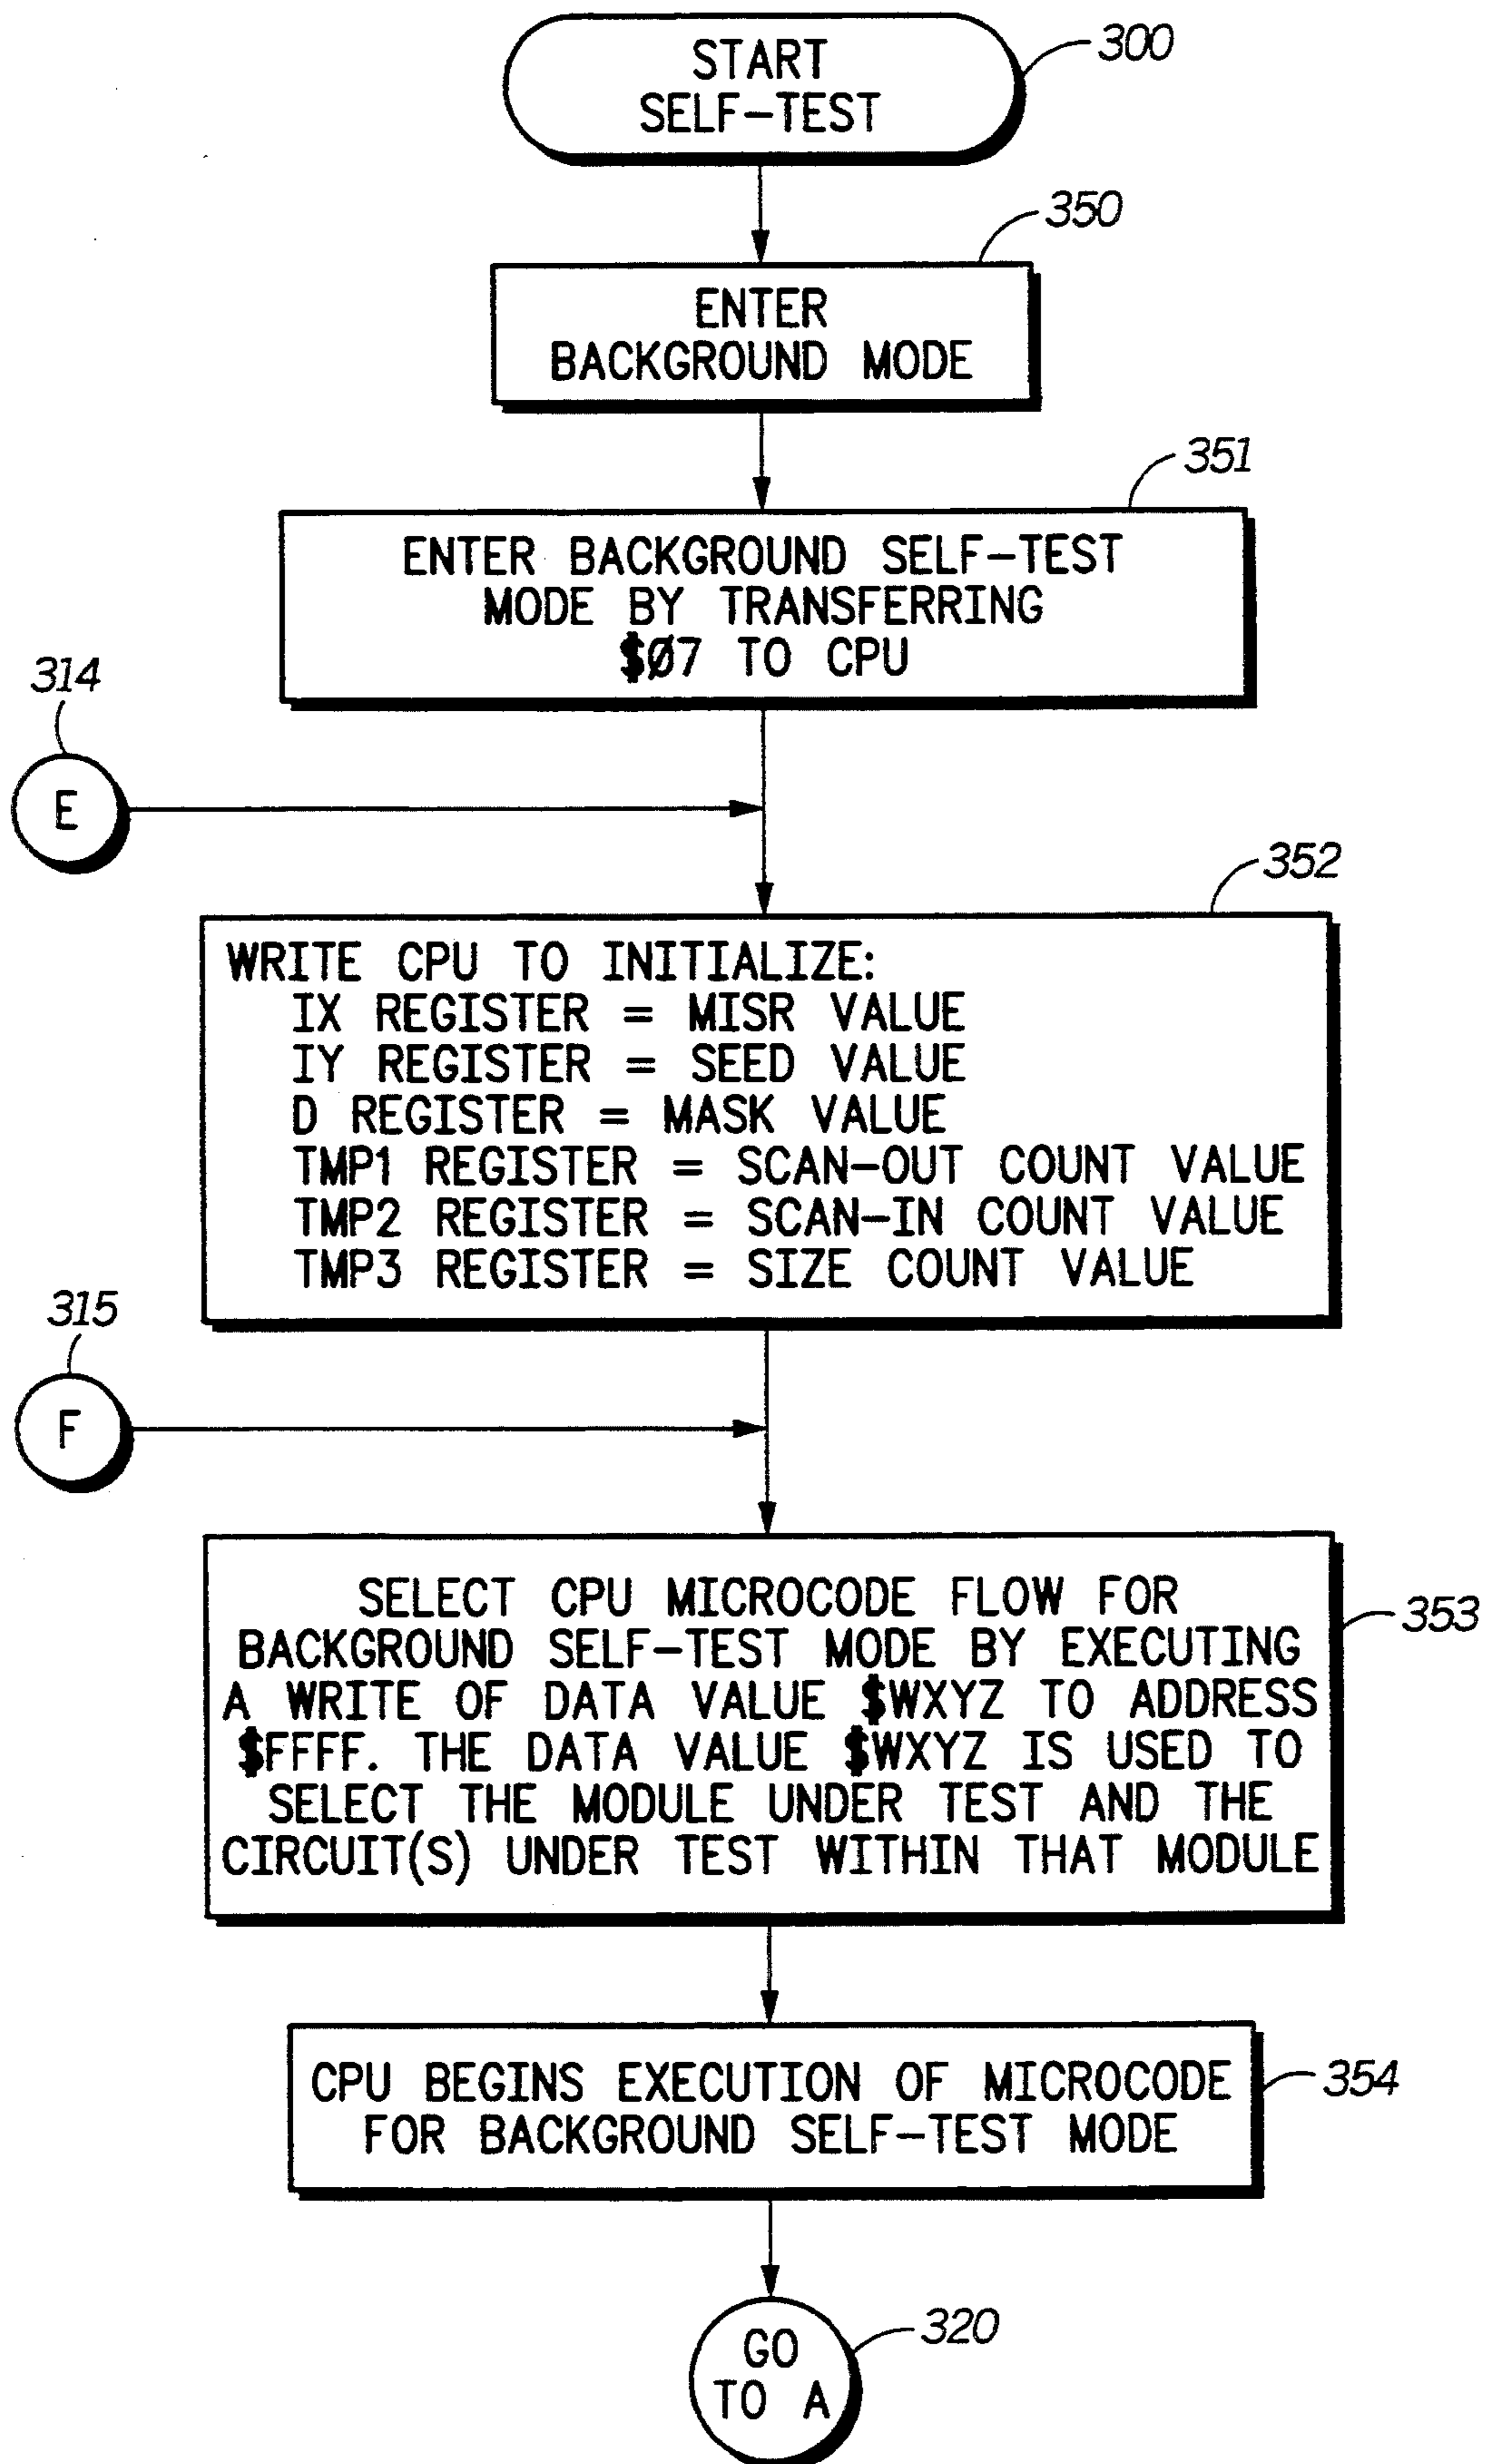 START
SELF-TEST
300
350
ENTER
BACKGROUND MODE
351
ENTER BACKGROUND SELF-TEST
MODE BY TRANSFERRING
$Ø7 TO CPU
314
E
352
WRITE CPU TO INITIALIZE:
IX REGISTER = MISR VALUE
IY REGISTER = SEED VALUE
D REGISTER = MASK VALUE
TMP1 REGISTER = SCAN-OUT COUNT VALUE
TMP2 REGISTER = SCAN-IN COUNT VALUE
TMP3 REGISTER = SIZE COUNT VALUE
315
F
353
SELECT CPU MICROCODE FLOW FOR
BACKGROUND SELF-TEST MODE BY EXECUTING
A WRITE OF DATA VALUE $WXYZ TO ADDRESS
$FFFF. THE DATA VALUE $WXYZ IS USED TO
SELECT THE MODULE UNDER TEST AND THE
CIRCUIT(S) UNDER TEST WITHIN THAT MODULE
CPU BEGINS EXECUTION OF MICROCODE
FOR BACKGROUND SELF-TEST MODE
354
GO
TO A
320